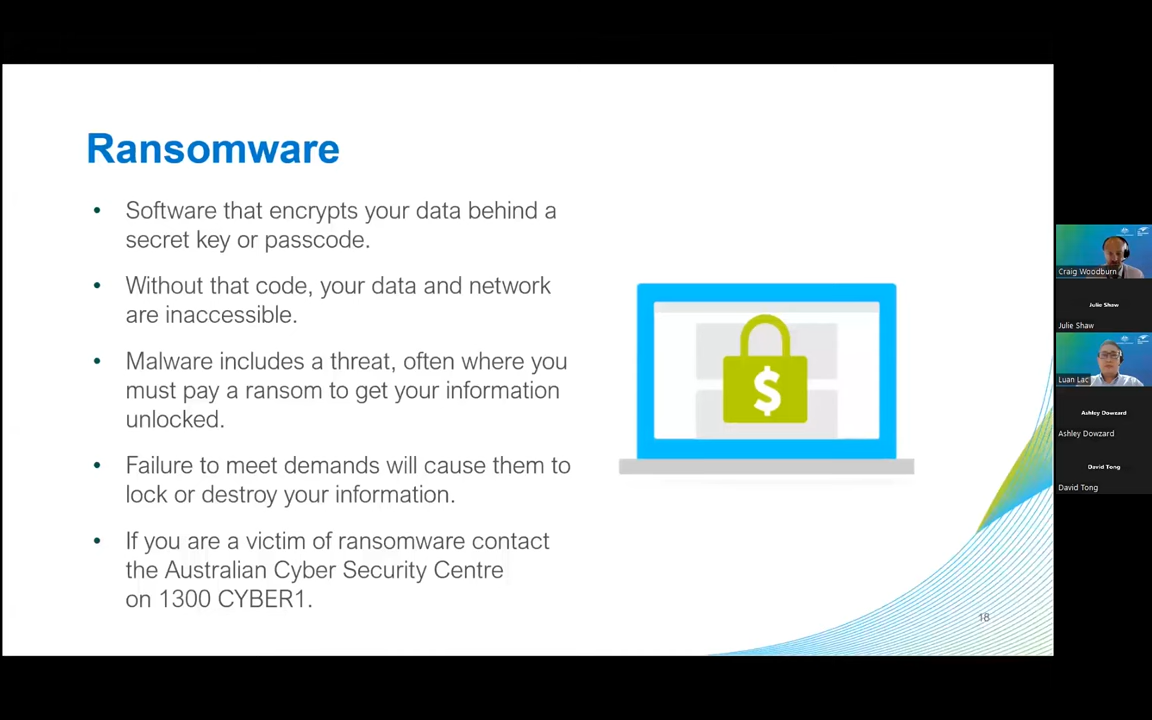 Ransomware
• Software that encrypts your data behind a
secret key or passcode.
• Without that code, your data and network
are inaccessible.
• Malware includes a threat, often where you
must pay a ransom to get your information
unlocked.
• Failure to meet demands will cause them to
lock or destroy your information.
• If you are a victim of ransomware contact
the Australian Cyber Security Centre
on 1300 CYBER1.
$
18
Craig Woodburn
Julie Shaw
Julie Shaw
Luan Lac
Ashley Dowzard
Ashley Dowzard
David Tong
David Tong